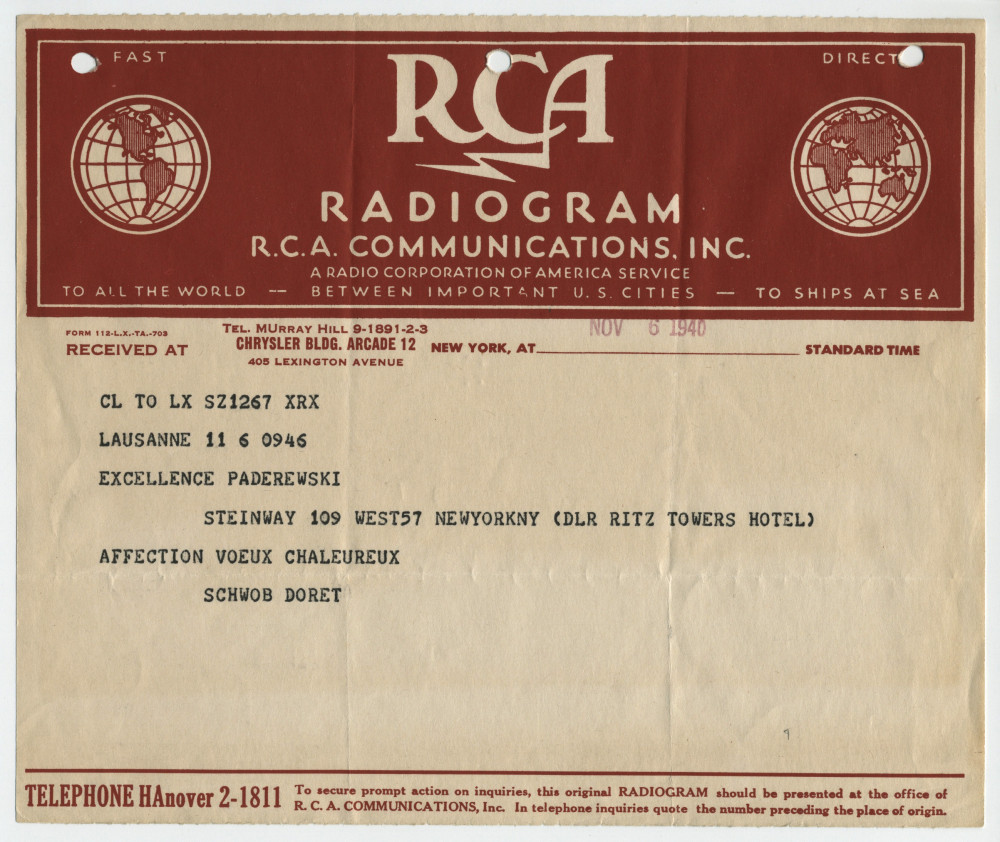 FAST
DIRECT
RCA
RADIOGRAM
R.C.A. COMMUNICATIONS, INC.
A RADIO CORPORATION OF AMERICA SERVICE
TO ALL THE WORLD -- BETWEEN IMPORTANT U.S. CITIES — TO SHIPS AT SEA
FORM 112-L.X.-TA.-703
RECEIVED AT
TEL. MURRAY HILL 9-1891-2-3
CHRYSLER BLDG. ARCADE 12
405 LEXINGTON AVENUE
NEW YORK, AT
NOV 6 1940
STANDARD TIME
CL TO LX SZ1267 XRX
LAUSANNE 11 6 0946
EXCELLENCE PADEREWSKI
STEINWAY 109 WEST57 NEWYORKNY (DLR RITZ TOWERS HOTEL)
AFFECTION VOEUX CHALEUREUX
SCHWOB DORET
9
TELEPHONE HAnover 2-1811
To secure prompt action on inquiries, this original RADIOGRAM should be presented at the office of
R. C. A. COMMUNICATIONS, Inc. In telephone inquiries quote the number preceding the place of origin.